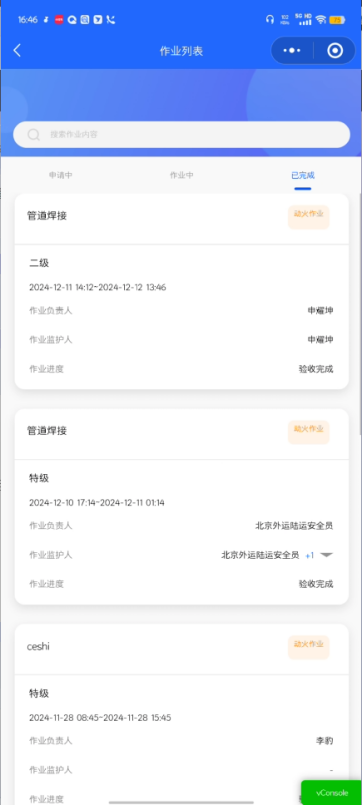 16:46
5G HD
作业列表
搜索作业内容
申请中 作业中 已完成
管道焊接 动火作业
二级
2024-12-11 14:12~2024-12-12 13:46
作业负责人 申耀坤
作业监护人 申耀坤
作业进度 验收完成
管道焊接 动火作业
特级
2024-12-10 17:14~2024-12-11 01:14
作业负责人 北京外运陆运安全员
作业监护人 北京外运陆运安全员 +1
作业进度 验收完成
ceshi 动火作业
特级
2024-11-28 08:45~2024-11-28 15:45
作业负责人 李豹
作业监护人 -
作业进度
vConsole